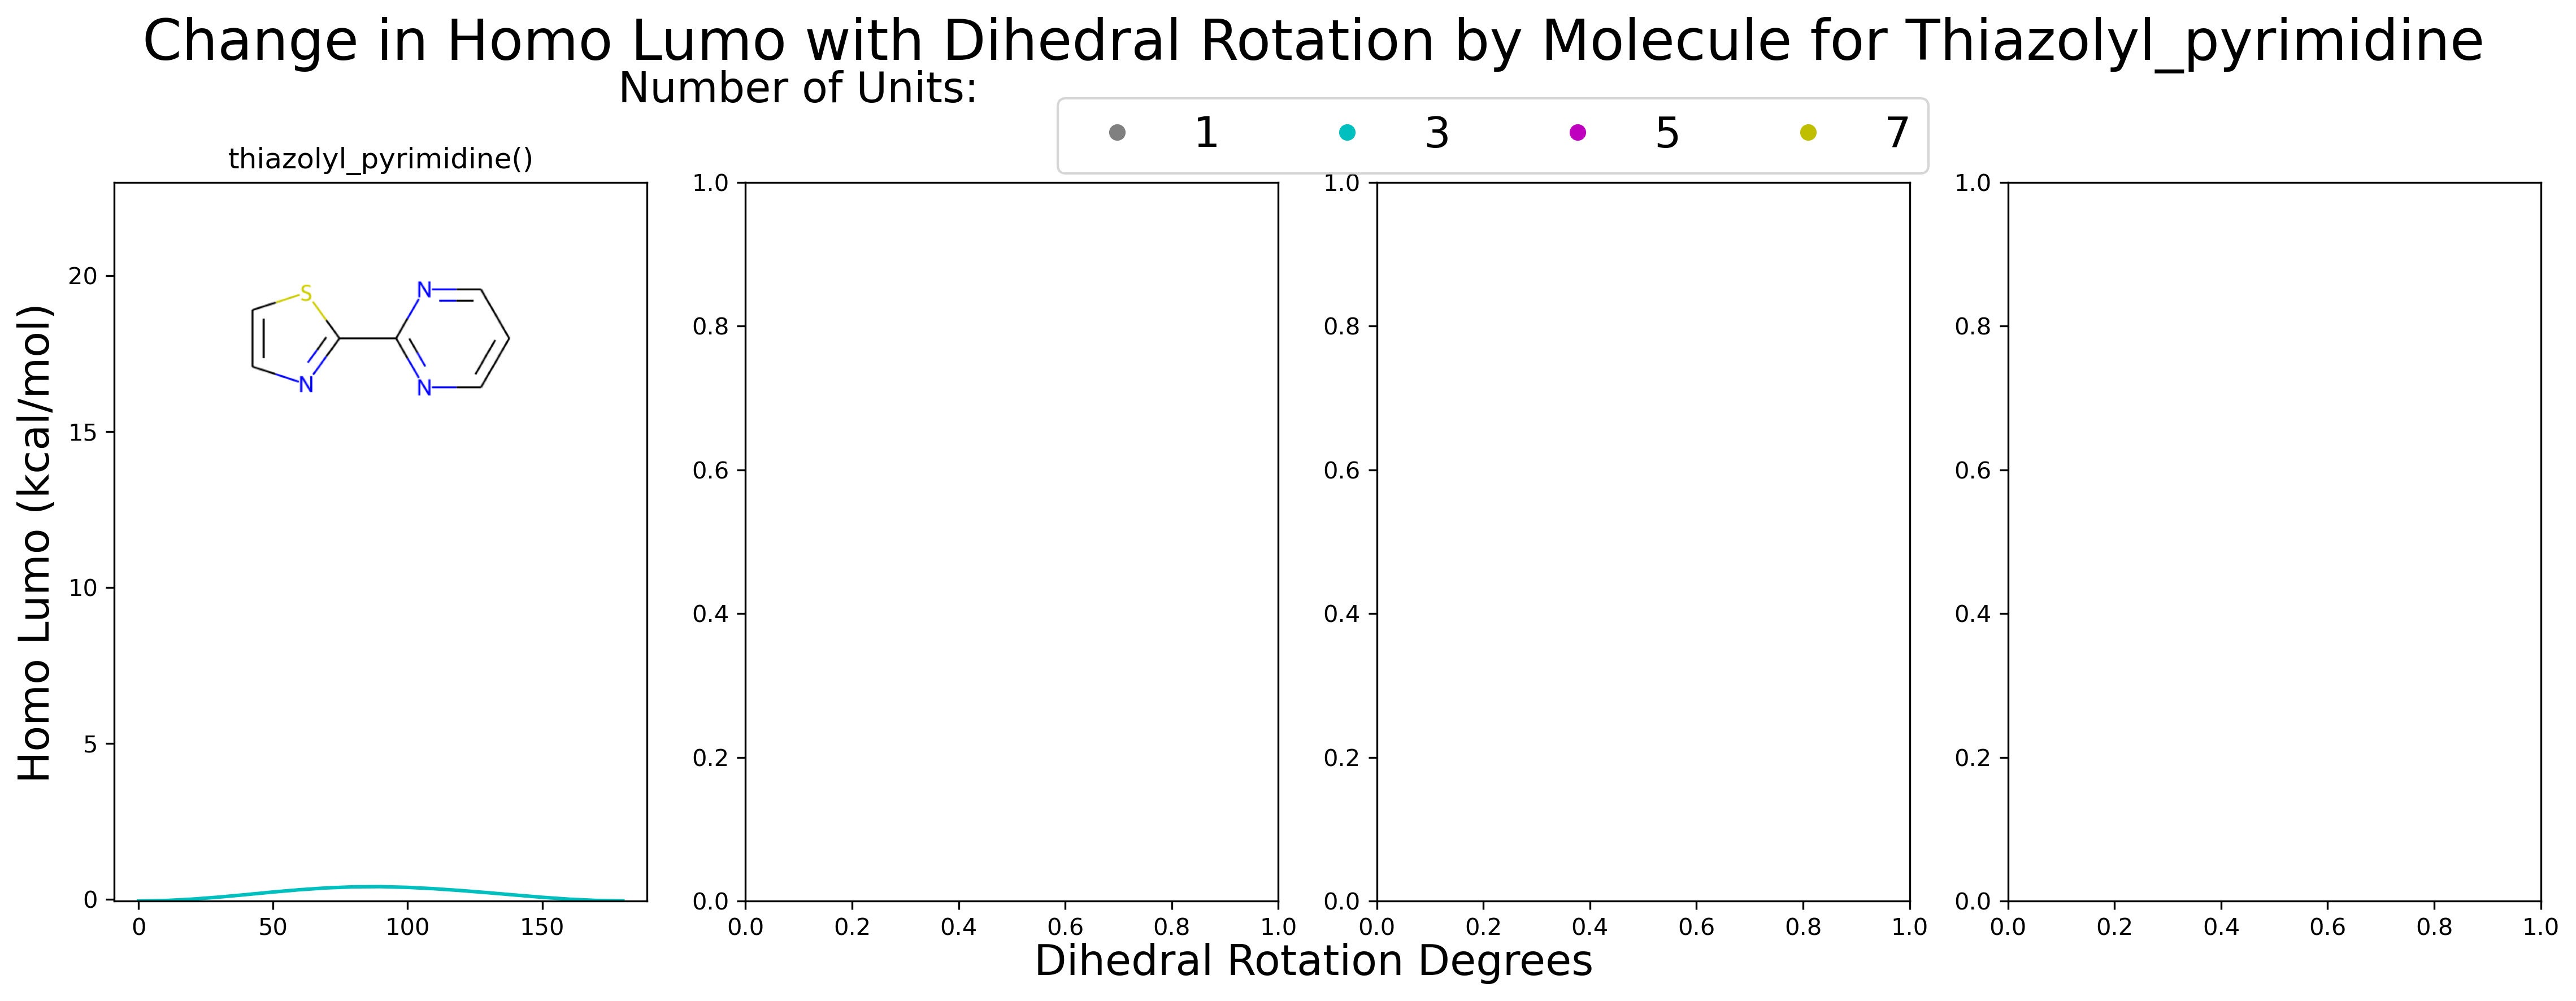 Change in Homo Lumo with Dihedral Rotation by Molecule for Thiazolyl_pyrimidine
Number of Units:
1 3 5 7
thiazolyl_pyrimidine()
Homo Lumo (kcal/mol)
20
15
10
5
0
0 50 100 150
S
N
N
N
1.0
0.8
0.6
0.4
0.2
0.0
0.0 0.2 0.4 0.6 0.8 1.0
1.0
0.8
0.6
0.4
0.2
0.0
0.0 0.2 0.4 0.6 0.8 1.0
1.0
0.8
0.6
0.4
0.2
0.0
0.0 0.2 0.4 0.6 0.8 1.0
Dihedral Rotation Degrees